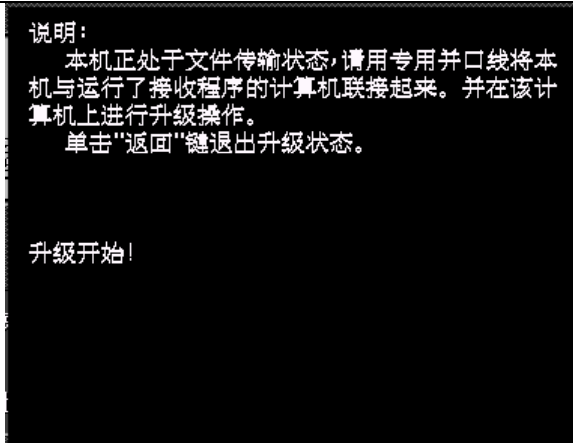 说明:
本机正处于文件传输状态,请用专用并口线将本
机与运行了接收程序的计算机联接起来。并在该计
算机上进行升级操作。
单击"返回"键退出升级状态。
升级开始!